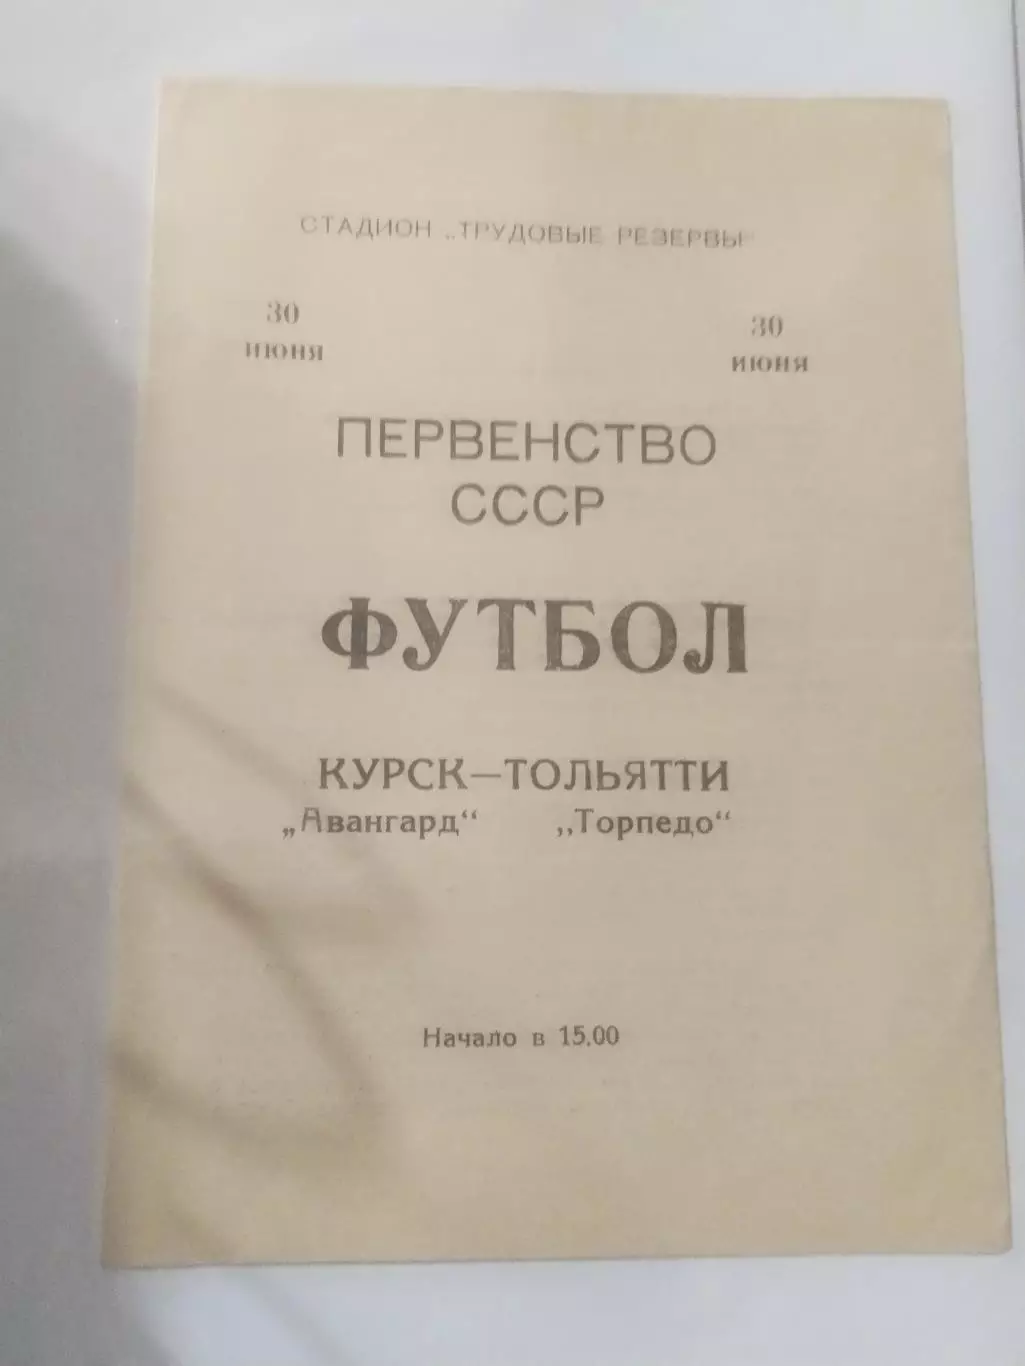 СТАДИОН „ТРУДОВЫЕ РЕЗЕРВЫ"
30 июня
30 июня
ПЕРВЕНСТВО
СССР
ФУТБОЛ
КУРСК—ТОЛЬЯТТИ
„Авангард“ „Торпедо“
Начало в 15.00